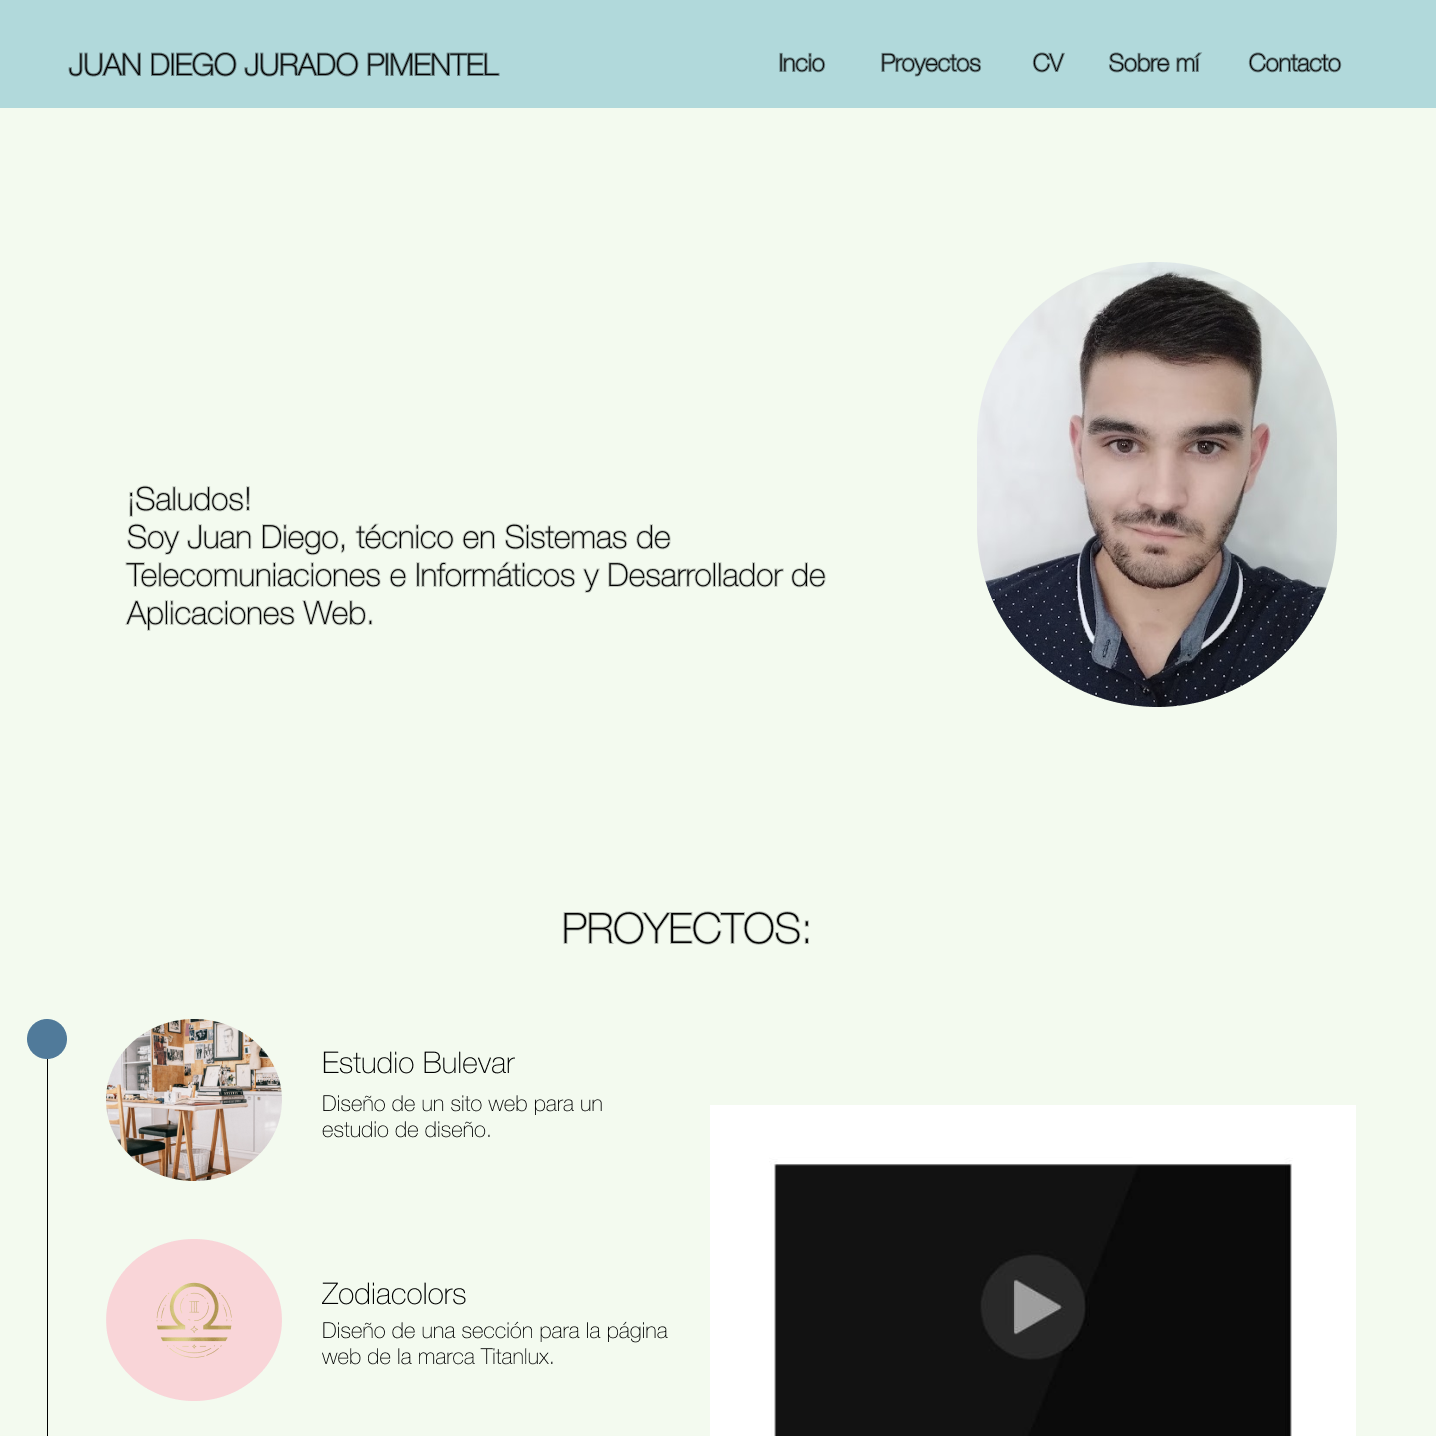 JUAN DIEGO JURADO PIMENTEL
Incio
Proyectos
CV
Sobre mí
Contacto
¡Saludos!
Soy Juan Diego, técnico en Sistemas de
Telecomuniaciones e Informáticos y Desarrollador de
Aplicaciones Web.
PROYECTOS:
Estudio Bulevar
Diseño de un sito web para un
estudio de diseño.
Zodiacolors
Diseño de una sección para la página
web de la marca Titanlux.